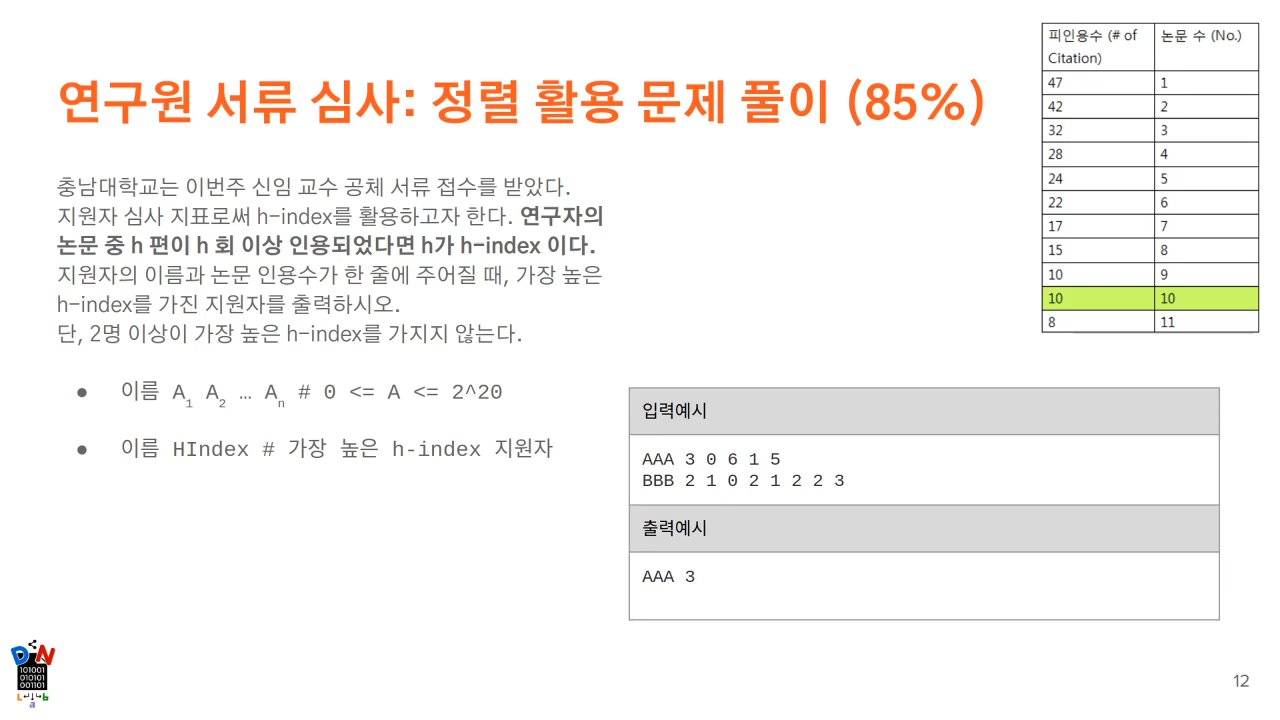 연구원 서류 심사: 정렬 활용 문제 풀이 (85%)
충남대학교는 이번주 신임 교수 공체 서류 접수를 받았다.
지원자 심사 지표로써 h-index를 활용하고자 한다. 연구자의
논문 중 h 편이 h 회 이상 인용되었다면 h가 h-index 이다.
지원자의 이름과 논문 인용수가 한 줄에 주어질 때, 가장 높은
h-index를 가진 지원자를 출력하시오.
단, 2명 이상이 가장 높은 h-index를 가지지 않는다.
● 이름 A1 A2 … An # 0 <= A <= 2^20
● 이름 HIndex # 가장 높은 h-index 지원자
피인용수 (# of Citation) 논문 수 (No.)
47 1
42 2
32 3
28 4
24 5
22 6
17 7
15 8
10 9
10 10
8 11
입력예시
AAA 3 0 6 1 5
BBB 2 1 0 2 1 2 2 3
출력예시
AAA 3
D N
101001
010101
001101
L a b
12